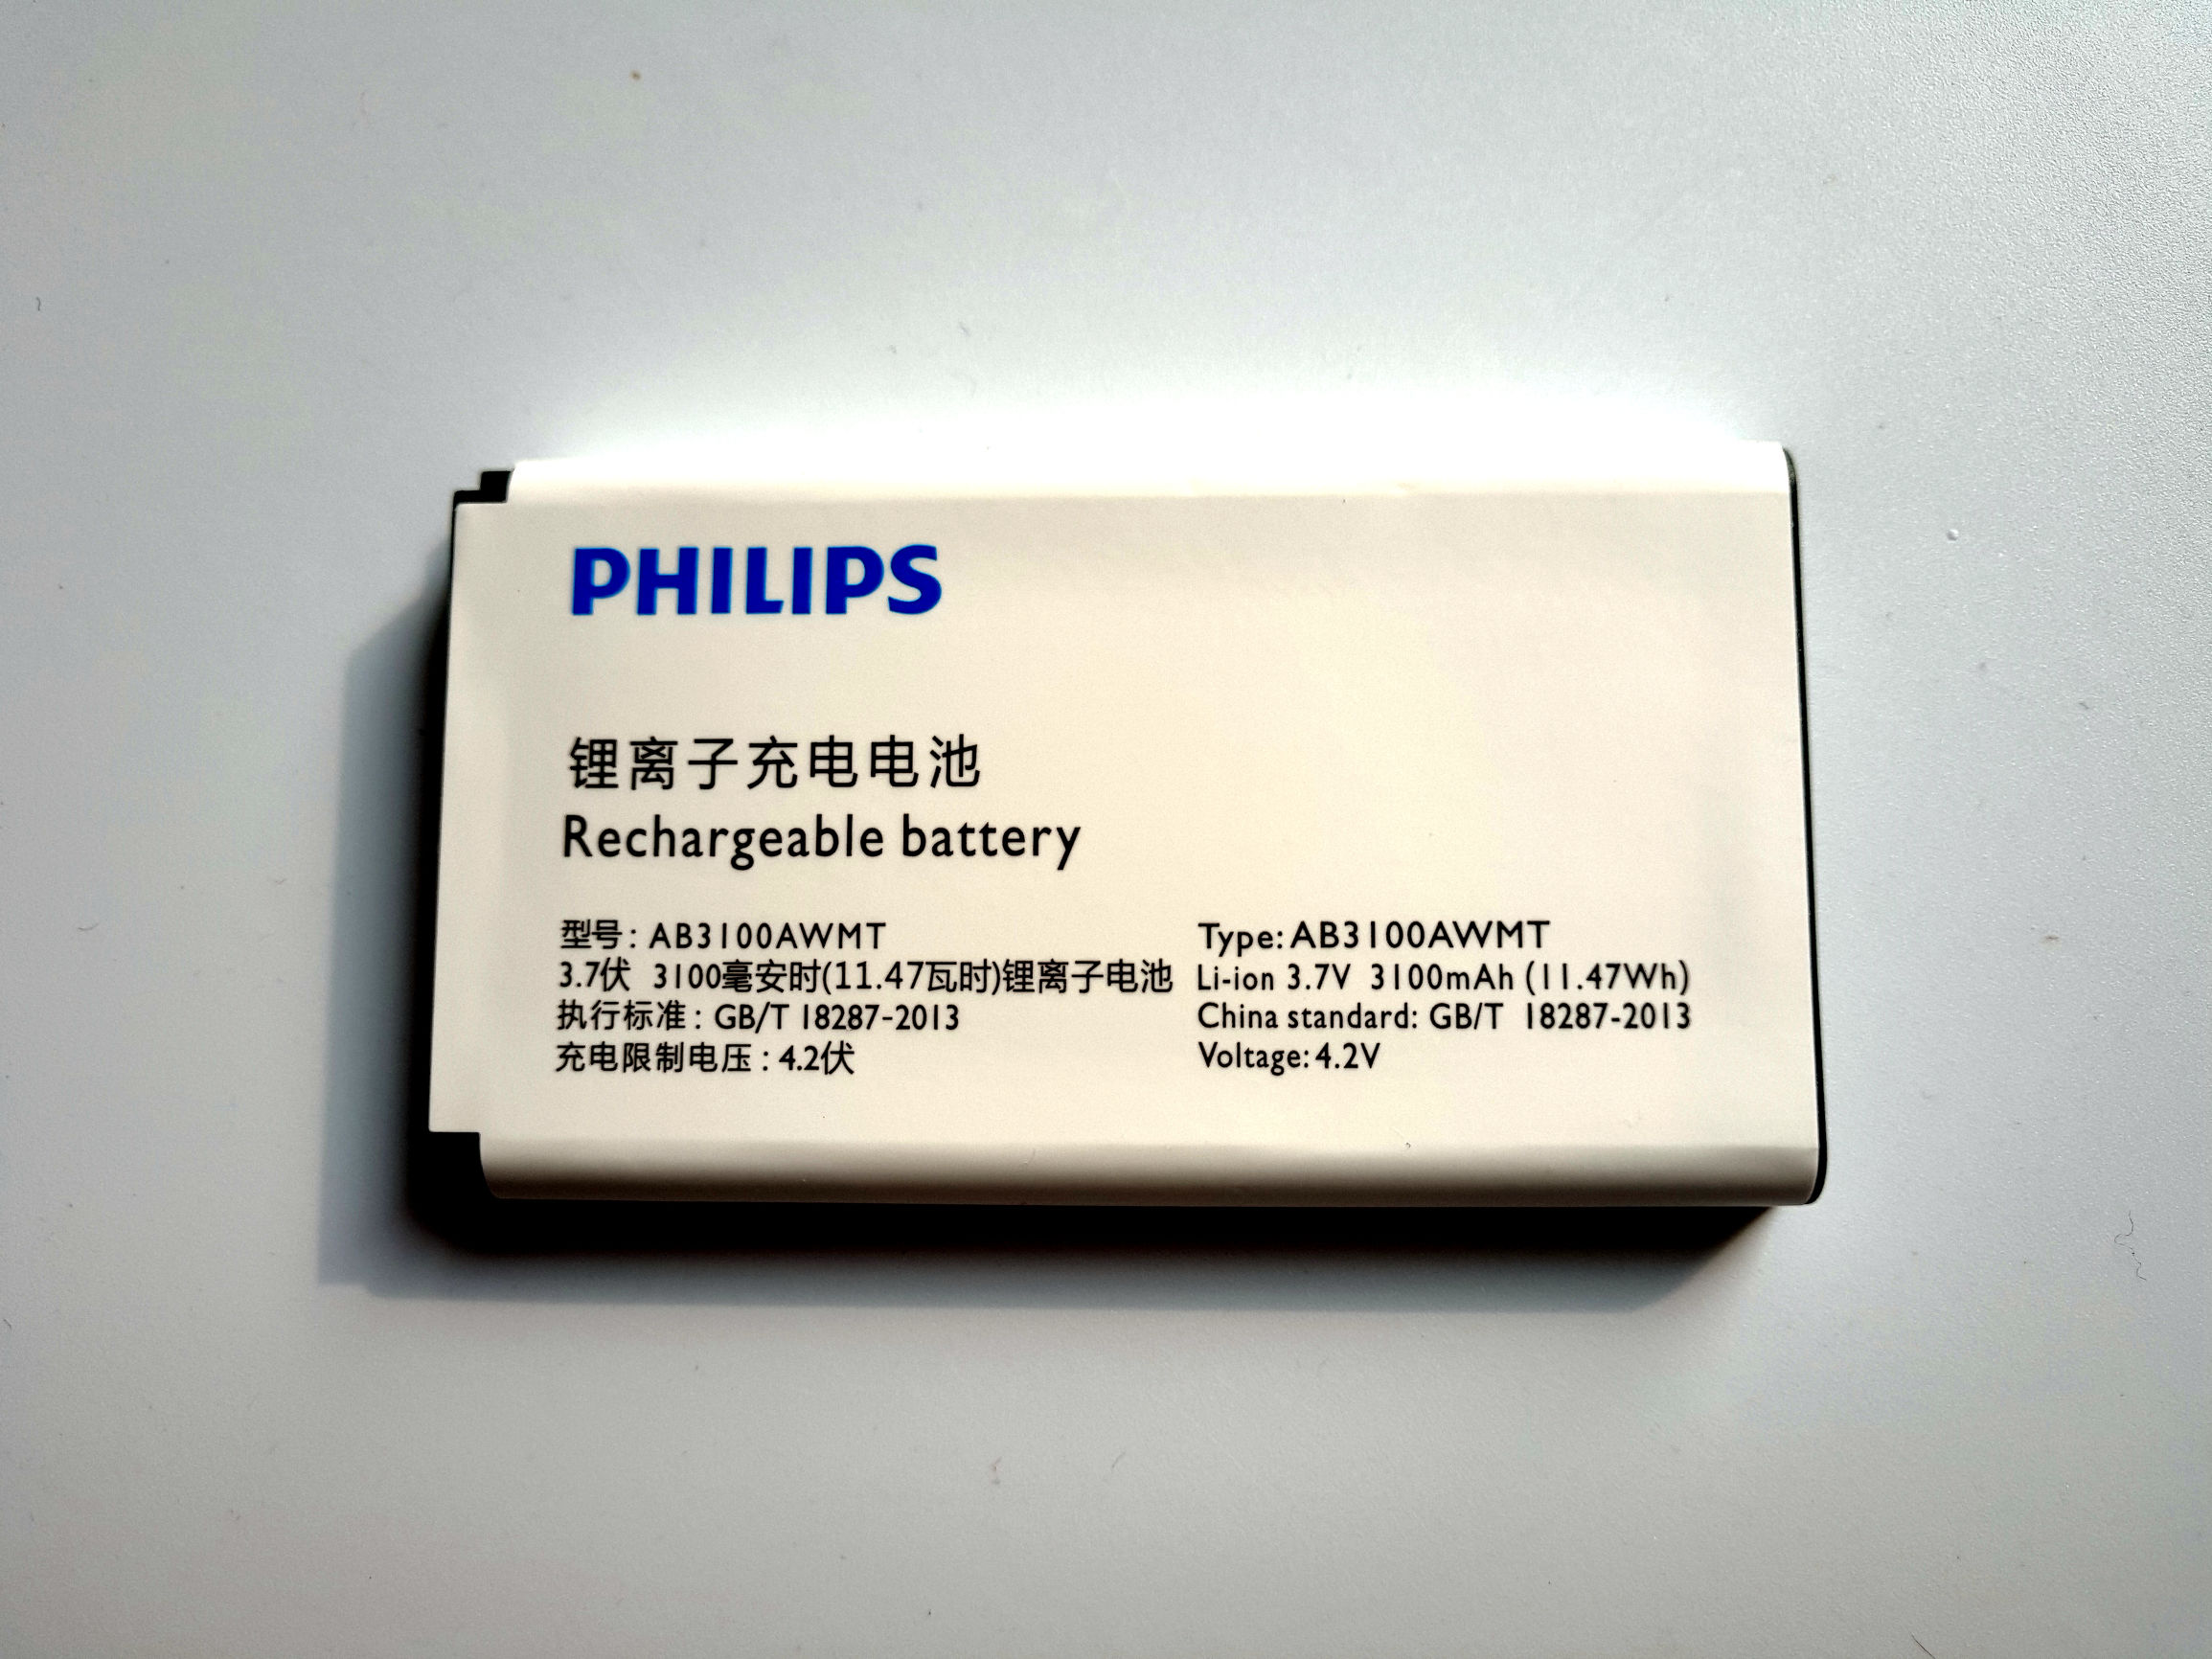 PHILIPS
锂离子充电电池
Rechargeable battery
型号: AB3100AWMT
3.7伏 3100毫安时(11.47瓦时)锂离子电池
执行标准: GB/T 18287-2013
充电限制电压: 4.2伏
Type: AB3100AWMT
Li-ion 3.7V 3100mAh (11.47Wh)
China standard: GB/T 18287-2013
Voltage: 4.2V